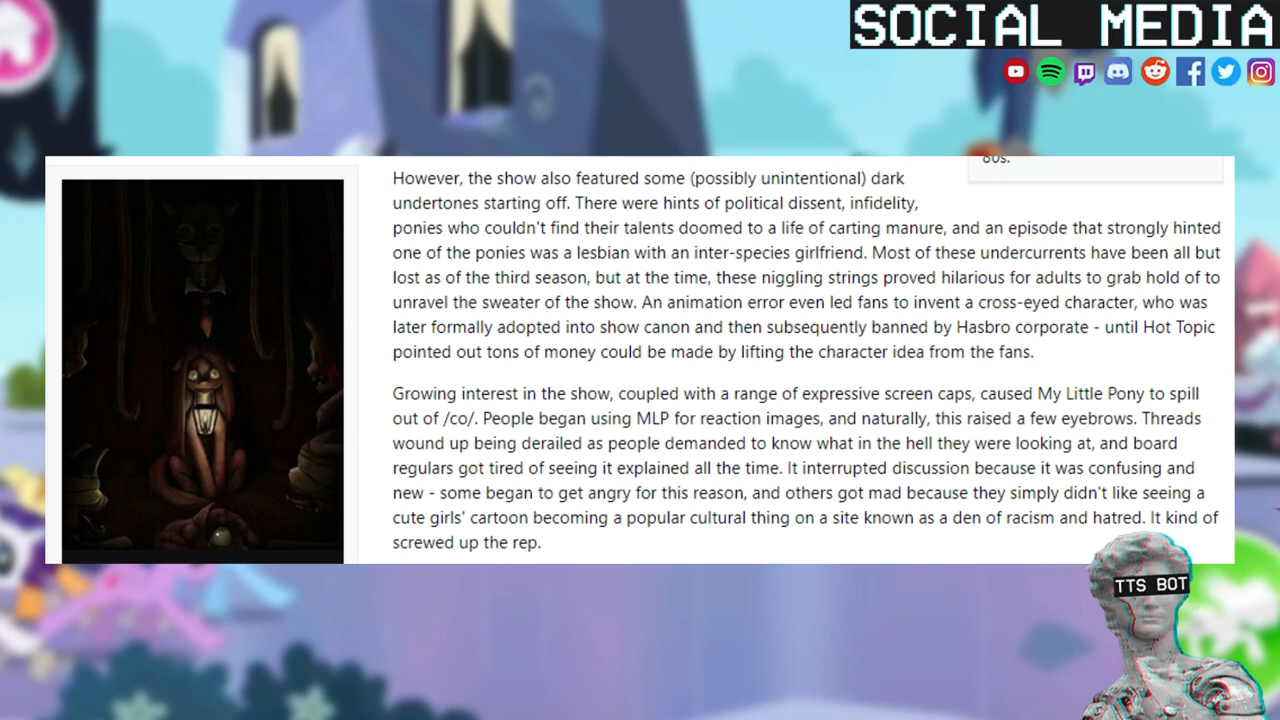 SOCIAL MEDIA
80s.
However, the show also featured some (possibly unintentional) dark
undertones starting off. There were hints of political dissent, infidelity,
ponies who couldn't find their talents doomed to a life of carting manure, and an episode that strongly hinted
one of the ponies was a lesbian with an inter-species girlfriend. Most of these undercurrents have been all but
lost as of the third season, but at the time, these niggling strings proved hilarious for adults to grab hold of to
unravel the sweater of the show. An animation error even led fans to invent a cross-eyed character, who was
later formally adopted into show canon and then subsequently banned by Hasbro corporate - until Hot Topic
pointed out tons of money could be made by lifting the character idea from the fans.
Growing interest in the show, coupled with a range of expressive screen caps, caused My Little Pony to spill
out of /co/. People began using MLP for reaction images, and naturally, this raised a few eyebrows. Threads
wound up being derailed as people demanded to know what in the hell they were looking at, and board
regulars got tired of seeing it explained all the time. It interrupted discussion because it was confusing and
new - some began to get angry for this reason, and others got mad because they simply didn't like seeing a
cute girls' cartoon becoming a popular cultural thing on a site known as a den of racism and hatred. It kind of
screwed up the rep.
TTS BOT